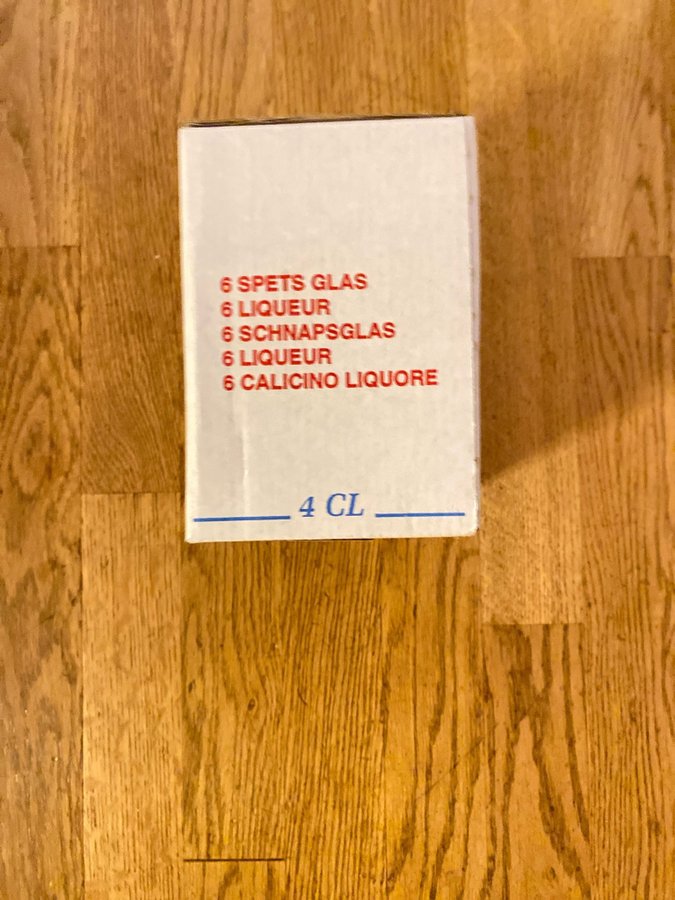 6 SPETS GLAS
6 LIQUEUR
6 SCHNAPSGLAS
6 LIQUEUR
6 CALICINO LIQUORE
4 CL